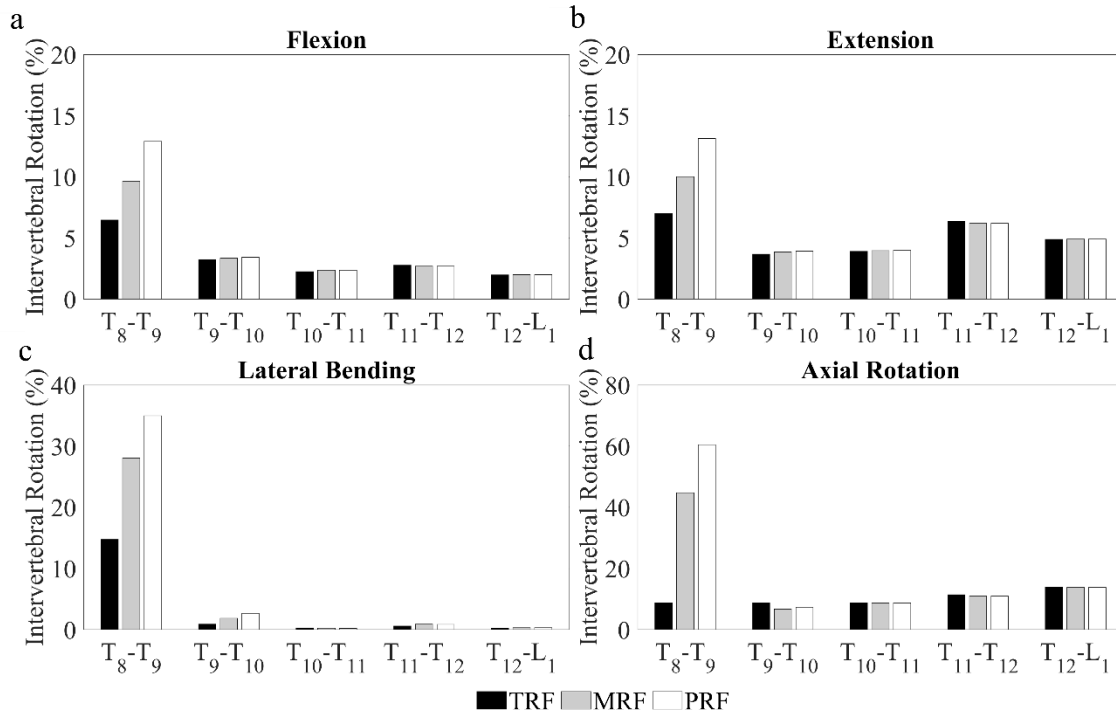 a
Flexion
Intervertebral Rotation (%)
20
15
10
5
0
T8-T9 T9-T10 T10-T11 T11-T12 T12-L1
b
Extension
Intervertebral Rotation (%)
20
15
10
5
0
T8-T9 T9-T10 T10-T11 T11-T12 T12-L1
c
Lateral Bending
Intervertebral Rotation (%)
40
30
20
10
0
T8-T9 T9-T10 T10-T11 T11-T12 T12-L1
d
Axial Rotation
Intervertebral Rotation (%)
80
60
40
20
0
T8-T9 T9-T10 T10-T11 T11-T12 T12-L1
TRF MRF PRF